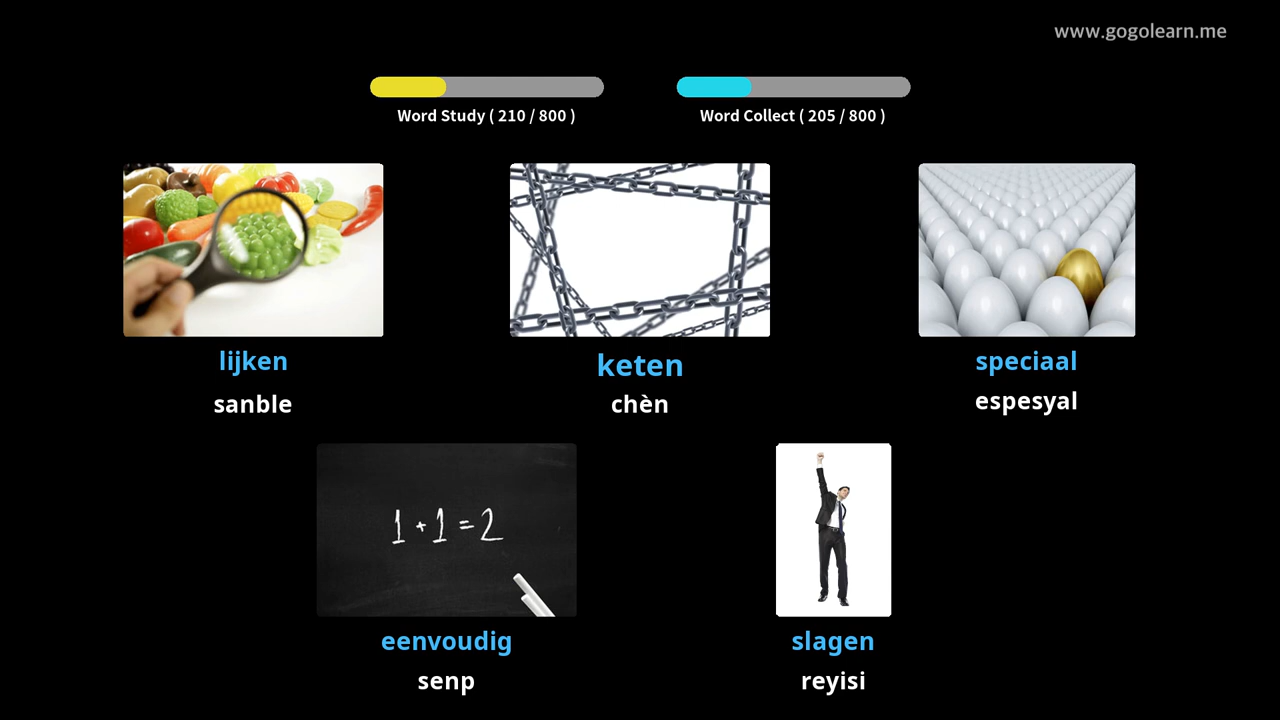 www.gogolearn.me
Word Study ( 210 / 800 )
Word Collect ( 205 / 800 )
lijken
sanble
keten
chèn
speciaal
espesyal
1 + 1 = 2
eenvoudig
senp
slagen
reyisi